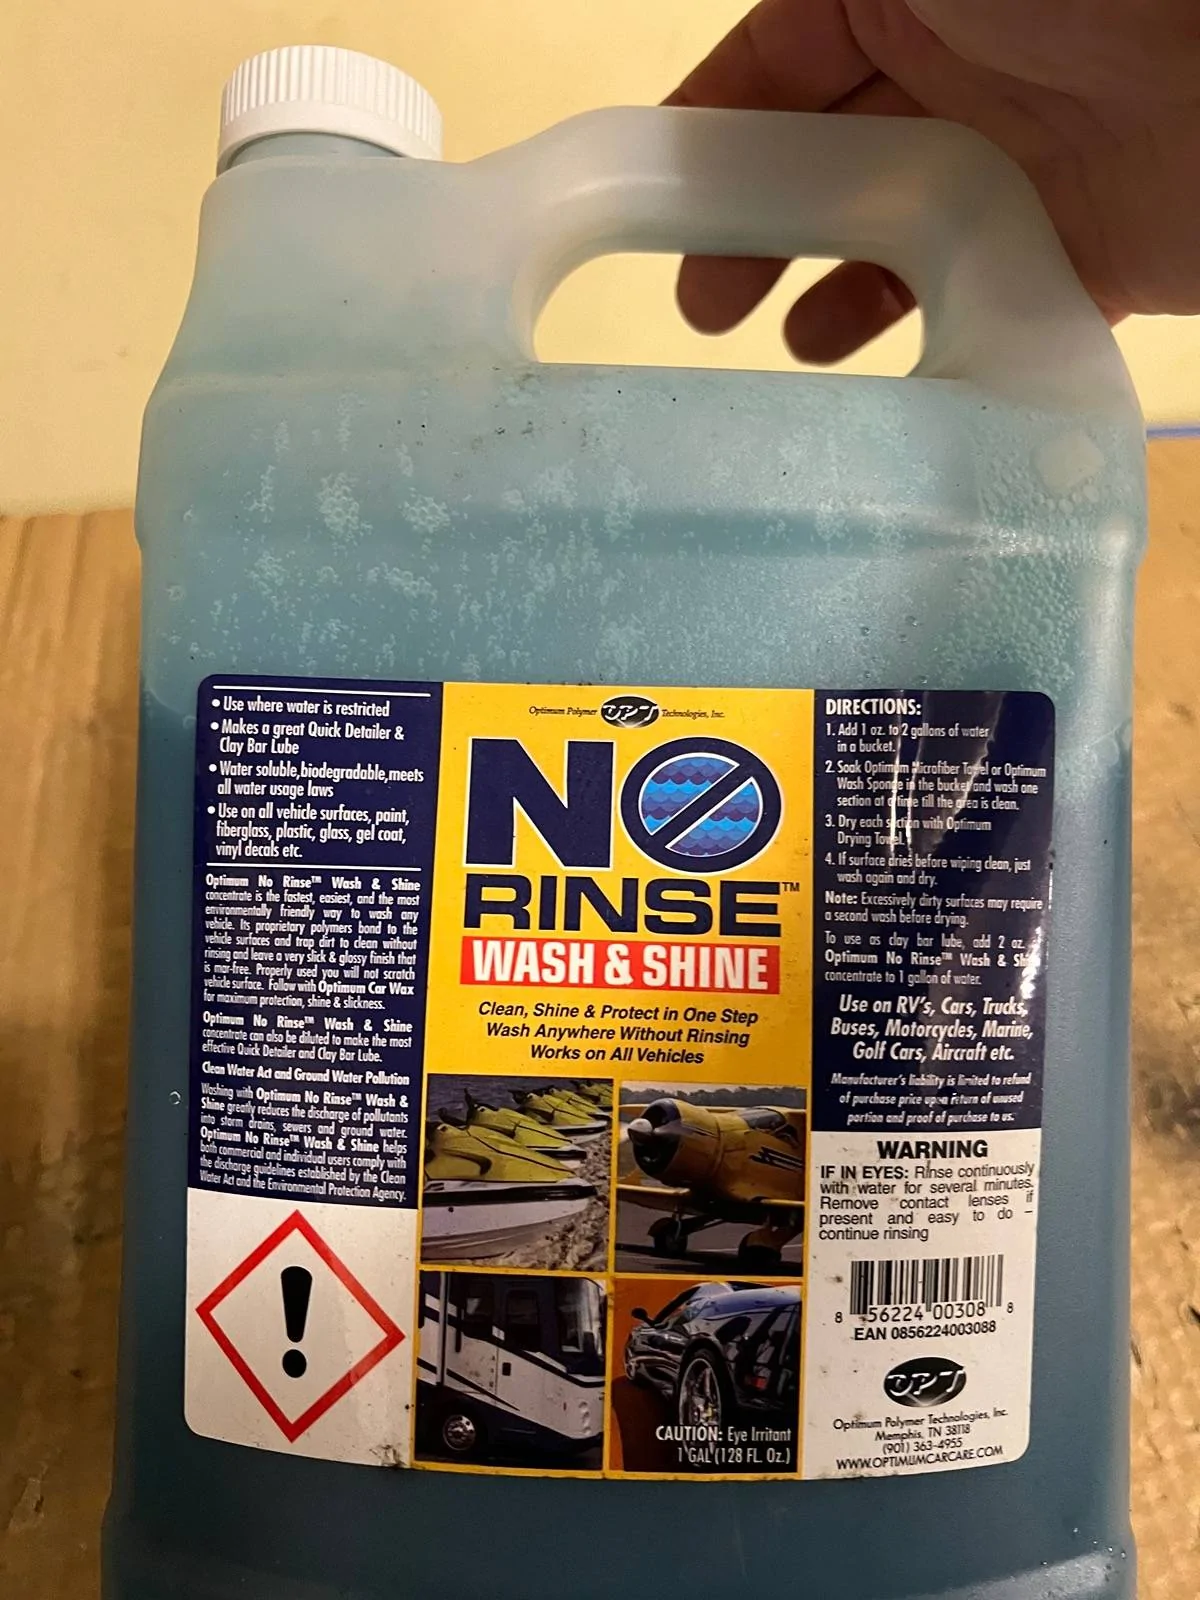 • Use where water is restricted
• Makes a great Quick Detailer &
Clay Bar Lube
• Water soluble,biodegradable,meets
all water usage laws
• Use on all vehicle surfaces, paint,
fiberglass, plastic, glass, gel coat,
vinyl decals etc.
Optimum No Rinse™ Wash & Shine
concentrate is the fastest, easiest, and the most
environmentally friendly way to wash any
vehicle. Its proprietary polymers bond to the
vehicle surfaces and trap dirt to clean without
rinsing and leave a very slick & glossy finish that
is mar-free. Properly used you will not scratch
vehicle surface. Follow with Optimum Car Wax
for maximum protection, shine & slickness.
Optimum No Rinse™ Wash & Shine
concentrate can also be diluted to make the most
effective Quick Detailer and Clay Bar Lube.
Clean Water Act and Ground Water Pollution
Washing with Optimum No Rinse™ Wash &
Shine greatly reduces the discharge of pollutants
into storm drains, sewers and ground water.
Optimum No Rinse™ Wash & Shine helps
both commercial and individual users comply with
the discharge guidelines established by the Clean
Water Act and the Environmental Protection Agency.
Optimum Polymer OPT Technologies, Inc.
NO
RINSE™
WASH & SHINE
Clean, Shine & Protect in One Step
Wash Anywhere Without Rinsing
Works on All Vehicles
CAUTION: Eye Irritant
1 GAL (128 FL. Oz.)
DIRECTIONS:
1. Add 1 oz. to 2 gallons of water
in a bucket.
2. Soak Optimum Microfiber Towel or Optimum
Wash Sponge in the bucket and wash one
section at a time till the area is clean.
3. Dry each section with Optimum
Drying Towel.
4. If surface dries before wiping clean, just
wash again and dry.
Note: Excessively dirty surfaces may require
a second wash before drying.
To use as clay bar lube, add 2 oz.
Optimum No Rinse™ Wash & Sh
concentrate to 1 gallon of water.
Use on RV's, Cars, Trucks,
Buses, Motorcycles, Marine,
Golf Cars, Aircraft etc.
Manufacturer's liability is limited to refund
of purchase price upon return of unused
portion and proof of purchase to us.
WARNING
IF IN EYES: Rinse continuously
with water for several minutes.
Remove contact lenses if
present and easy to do –
continue rinsing
8 56224 00308 8
EAN 0856224003088
OPT
Optimum Polymer Technologies, Inc.
Memphis, TN 38118
(901) 363-4955
WWW.OPTIMUMCARCARE.COM